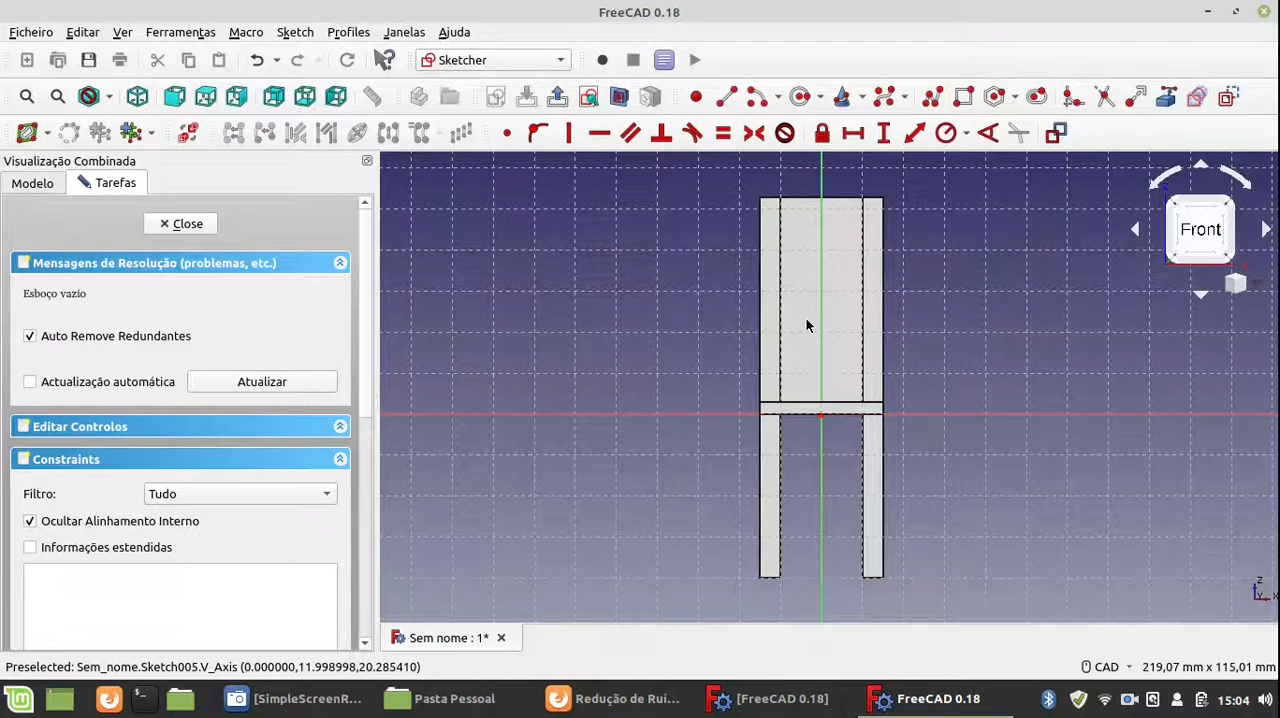 FreeCAD 0.18
Ficheiro Editar Ver Ferramentas Macro Sketch Profiles Janelas Ajuda
Sketcher
Visualização Combinada
Modelo Tarefas
Close
Mensagens de Resolução (problemas, etc.)
Esboço vazio
Auto Remove Redundantes
Actualização automática Atualizar
Editar Controlos
Constraints
Filtro: Tudo
Ocultar Alinhamento Interno
Informações estendidas
Front
z
x
Sem nome : 1*
Preselected: Sem_nome.Sketch005.V_Axis (0.000000,11.998998,20.285410) CAD 219,07 mm x 115,01 mm
[SimpleScreenR... Pasta Pessoal Redução de Rui... [FreeCAD 0.18] FreeCAD 0.18 15:04